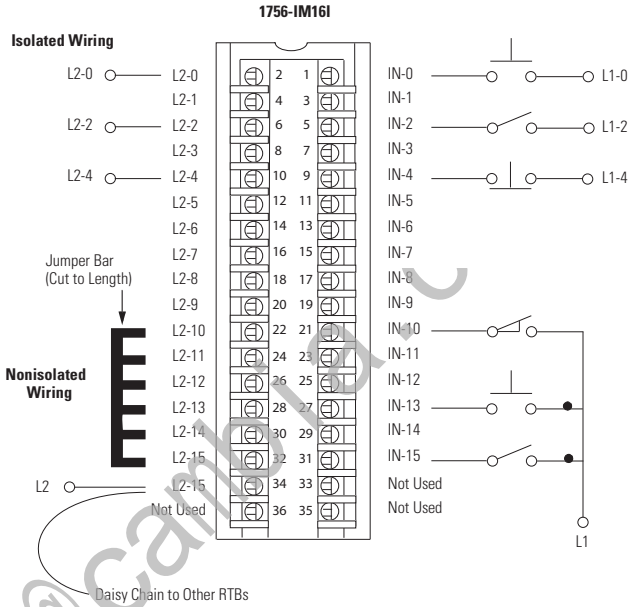 1756-IM16I
Isolated Wiring
L2-0 L2-0 2 1 IN-0 L1-0
L2-1 4 3 IN-1
L2-2 L2-2 6 5 IN-2 L1-2
L2-3 8 7 IN-3
L2-4 L2-4 10 9 IN-4 L1-4
L2-5 12 11 IN-5
L2-6 14 13 IN-6
L2-7 16 15 IN-7
Jumper Bar
(Cut to Length)
L2-8 18 17 IN-8
L2-9 20 19 IN-9
L2-10 22 21 IN-10
L2-11 24 23 IN-11
Nonisolated
Wiring
L2-12 26 25 IN-12
L2-13 28 27 IN-13
L2-14 30 29 IN-14
L2-15 32 31 IN-15
L2 L2-15 34 33 Not Used
Not Used 36 35 Not Used
L1
Daisy Chain to Other RTBs
@cambia.c